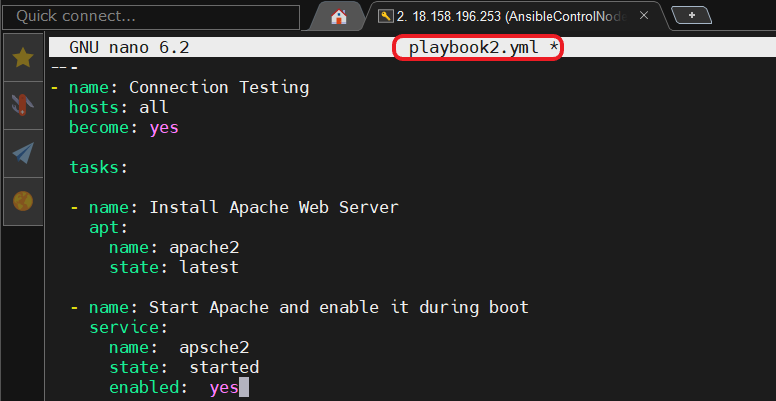 Quick connect...
2. 18.158.196.253 (AnsibleControlNode
GNU nano 6.2 playbook2.yml *
---
- name: Connection Testing
hosts: all
become: yes
tasks:
- name: Install Apache Web Server
apt:
name: apache2
state: latest
- name: Start Apache and enable it during boot
service:
name: apsche2
state: started
enabled: yes